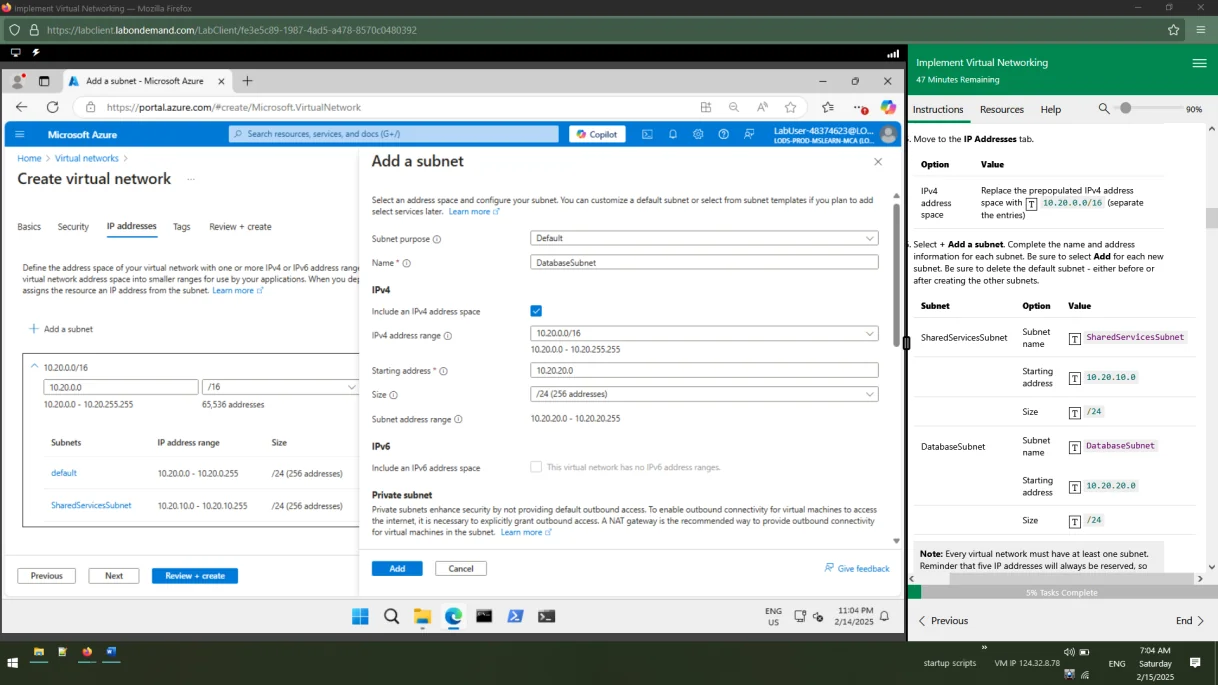 Implement Virtual Networking — Mozilla Firefox
https://labclient.labondemand.com/LabClient/fe3e5c89-1987-4ad5-a478-8570c0480392
Add a subnet - Microsoft Azure
https://portal.azure.com/#create/Microsoft.VirtualNetwork
Microsoft Azure
Search resources, services, and docs (G+/)
Copilot
LabUser-48374623@LO...
LODS-PROD-MSLEARN-MCA (LO...
Home > Virtual networks >
Create virtual network
...
Basics
Security
IP addresses
Tags
Review + create
Define the address space of your virtual network with one or more IPv4 or IPv6 address range
virtual network address space into smaller ranges for use by your applications. When you dep
assigns the resource an IP address from the subnet. Learn more
+ Add a subnet
10.20.0.0/16
10.20.0.0
/16
10.20.0.0 - 10.20.255.255
65,536 addresses
Subnets
IP address range
Size
default
10.20.0.0 - 10.20.0.255
/24 (256 addresses)
SharedServicesSubnet
10.20.10.0 - 10.20.10.255
/24 (256 addresses)
Previous
Next
Review + create
Add a subnet
Select an address space and configure your subnet. You can customize a default subnet or select from subnet templates if you plan to add
select services later. Learn more
Subnet purpose
Default
Name *
DatabaseSubnet
IPv4
Include an IPv4 address space
IPv4 address range
10.20.0.0/16
10.20.0.0 - 10.20.255.255
Starting address *
10.20.20.0
Size
/24 (256 addresses)
Subnet address range
10.20.20.0 - 10.20.20.255
IPv6
Include an IPv6 address space
This virtual network has no IPv6 address ranges.
Private subnet
Private subnets enhance security by not providing default outbound access. To enable outbound connectivity for virtual machines to access
the internet, it is necessary to explicitly grant outbound access. A NAT gateway is the recommended way to provide outbound connectivity
for virtual machines in the subnet. Learn more
Add
Cancel
Give feedback
ENG
US
11:04 PM
2/14/2025
Implement Virtual Networking
47 Minutes Remaining
Instructions
Resources
Help
90%
. Move to the IP Addresses tab.
Option
Value
IPv4
address
space
Replace the prepopulated IPv4 address
space with T 10.20.0.0/16 (separate
the entries)
. Select + Add a subnet. Complete the name and address
information for each subnet. Be sure to select Add for each new
subnet. Be sure to delete the default subnet - either before or
after creating the other subnets.
Subnet
Option
Value
SharedServicesSubnet
Subnet
name
T SharedServicesSubnet
Starting
address
T 10.20.10.0
Size
T /24
DatabaseSubnet
Subnet
name
T DatabaseSubnet
Starting
address
T 10.20.20.0
Size
T /24
Note: Every virtual network must have at least one subnet.
Reminder that five IP addresses will always be reserved, so
5% Tasks Complete
Previous
End
startup scripts
VM IP 124.32.8.78
ENG
7:04 AM
Saturday
2/15/2025